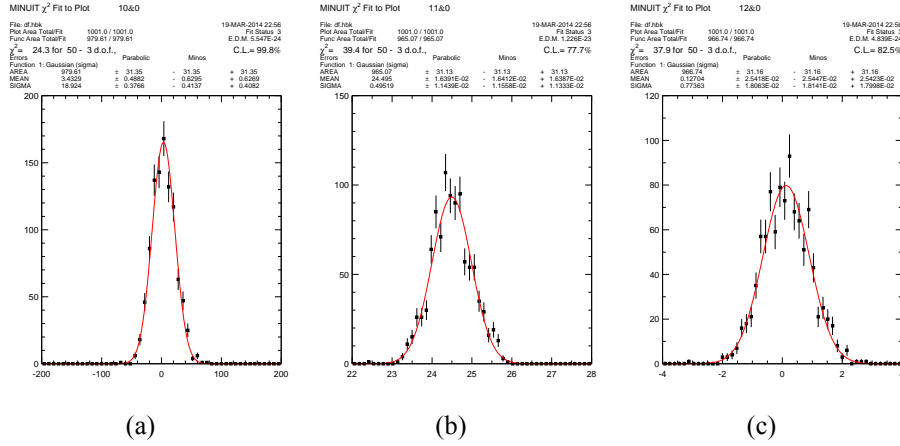 MINUIT χ² Fit to Plot 10&0
File: df.hbk 19-MAR-2014 22:56
Plot Area Total/Fit 1001.0 / 1001.0 Fit Status 3
Func Area Total/Fit 979.61 / 979.61 E.D.M. 5.547E-24
χ²= 24.3 for 50 - 3 d.o.f., C.L.= 99.8%
Errors Parabolic Minos
Function 1: Gaussian (sigma)
AREA 979.61 ± 31.35 - 31.35 + 31.35
MEAN 3.4329 ± 0.4882 - 0.6295 + 0.6269
SIGMA 18.924 ± 0.3766 - 0.4137 + 0.4082
200
150
100
50
0
-200 -100 0 100 200
(a)
MINUIT χ² Fit to Plot 11&0
File: df.hbk 19-MAR-2014 22:56
Plot Area Total/Fit 1001.0 / 1001.0 Fit Status 3
Func Area Total/Fit 965.07 / 965.07 E.D.M. 1.226E-23
χ²= 39.4 for 50 - 3 d.o.f., C.L.= 77.7%
Errors Parabolic Minos
Function 1: Gaussian (sigma)
AREA 965.07 ± 31.13 - 31.13 + 31.13
MEAN 24.495 ± 1.6391E-02 - 1.6412E-02 + 1.6387E-02
SIGMA 0.49519 ± 1.1439E-02 - 1.1558E-02 + 1.1333E-02
150
100
50
0
22 23 24 25 26 27 28
(b)
MINUIT χ² Fit to Plot 12&0
File: df.hbk 19-MAR-2014 22:56
Plot Area Total/Fit 1001.0 / 1001.0 Fit Status 3
Func Area Total/Fit 966.74 / 966.74 E.D.M. 4.839E-24
χ²= 37.9 for 50 - 3 d.o.f., C.L.= 82.5%
Errors Parabolic Minos
Function 1: Gaussian (sigma)
AREA 966.74 ± 31.16 - 31.16 + 31.16
MEAN 0.12704 ± 2.5418E-02 - 2.5447E-02 + 2.5423E-02
SIGMA 0.77363 ± 1.8063E-02 - 1.8141E-02 + 1.7998E-02
120
100
80
60
40
20
0
-4 -2 0 2
(c)